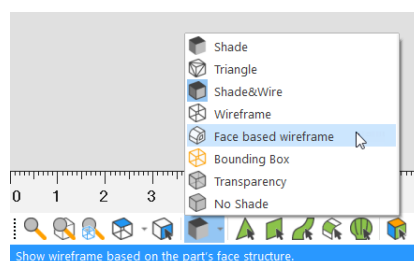 Shade
Triangle
Shade&Wire
Wireframe
Face based wireframe
Bounding Box
Transparency
No Shade
0 1 2 3
Show wireframe based on the part's face structure.